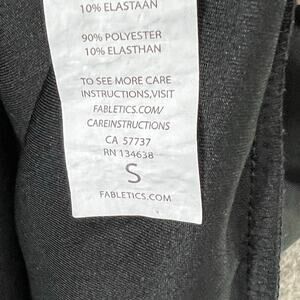 10% ELASTAAN
90% POLYESTER
10% ELASTHAN
TO SEE MORE CARE
INSTRUCTIONS,VISIT
FABLETICS.COM/
CAREINSTRUCTIONS
CA 57737
RN 134638
S
FABLETICS.COM